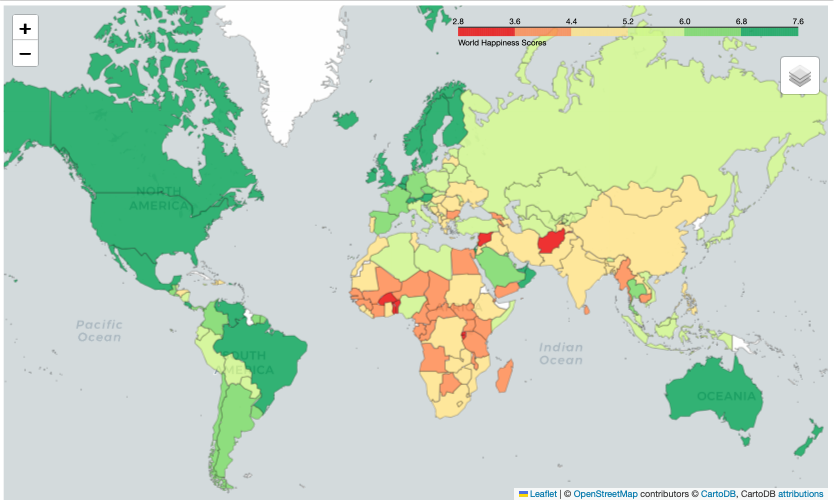 +
−
2.8 3.6 4.4 5.2 6.0 6.8 7.6
World Happiness Scores
NORTH
AMERICA
Pacific
Ocean
SOUTH
AMERICA
Indian
Ocean
OCEANIA
Leaflet | © OpenStreetMap contributors © CartoDB, CartoDB attributions